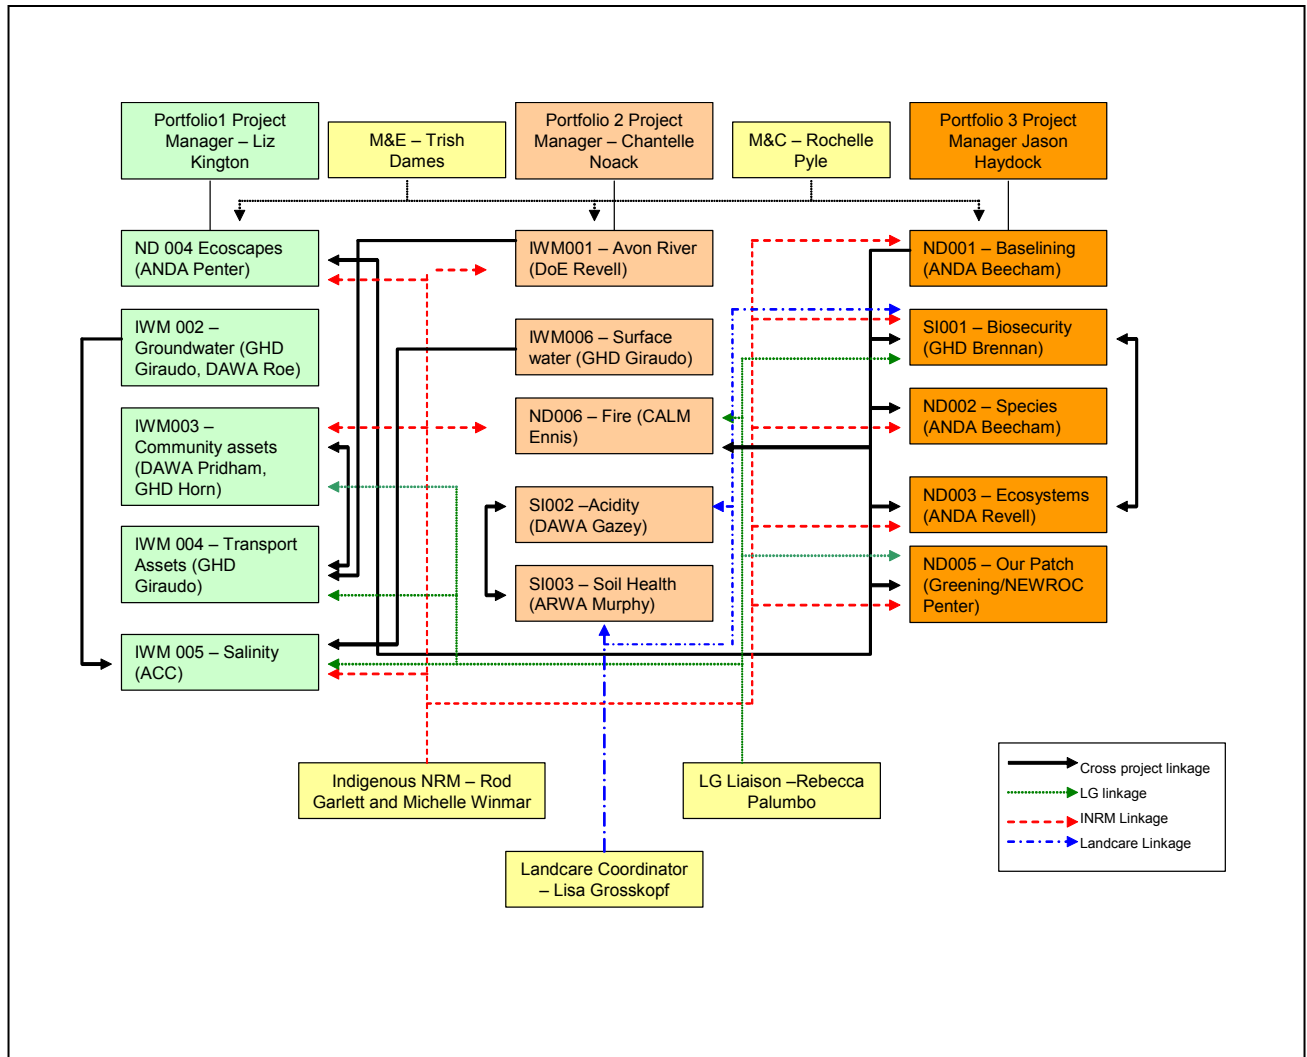 Portfolio1 Project
Manager – Liz
Kington
M&E – Trish
Dames
Portfolio 2 Project
Manager – Chantelle
Noack
M&C – Rochelle
Pyle
Portfolio 3 Project
Manager Jason
Haydock
ND 004 Ecoscapes
(ANDA Penter)
IWM001 – Avon River
(DoE Revell)
ND001 – Baselining
(ANDA Beecham)
IWM 002 –
Groundwater (GHD
Giraudo, DAWA Roe)
IWM006 – Surface
water (GHD Giraudo)
SI001 – Biosecurity
(GHD Brennan)
IWM003 –
Community assets
(DAWA Pridham,
GHD Horn)
ND006 – Fire (CALM
Ennis)
ND002 – Species
(ANDA Beecham)
IWM 004 – Transport
Assets (GHD
Giraudo)
SI002 –Acidity
(DAWA Gazey)
ND003 – Ecosystems
(ANDA Revell)
SI003 – Soil Health
(ARWA Murphy)
ND005 – Our Patch
(Greening/NEWROC
Penter)
IWM 005 – Salinity
(ACC)
Indigenous NRM – Rod
Garlett and Michelle Winmar
LG Liaison –Rebecca
Palumbo
Landcare Coordinator
– Lisa Grosskopf
Cross project linkage
LG linkage
INRM Linkage
Landcare Linkage